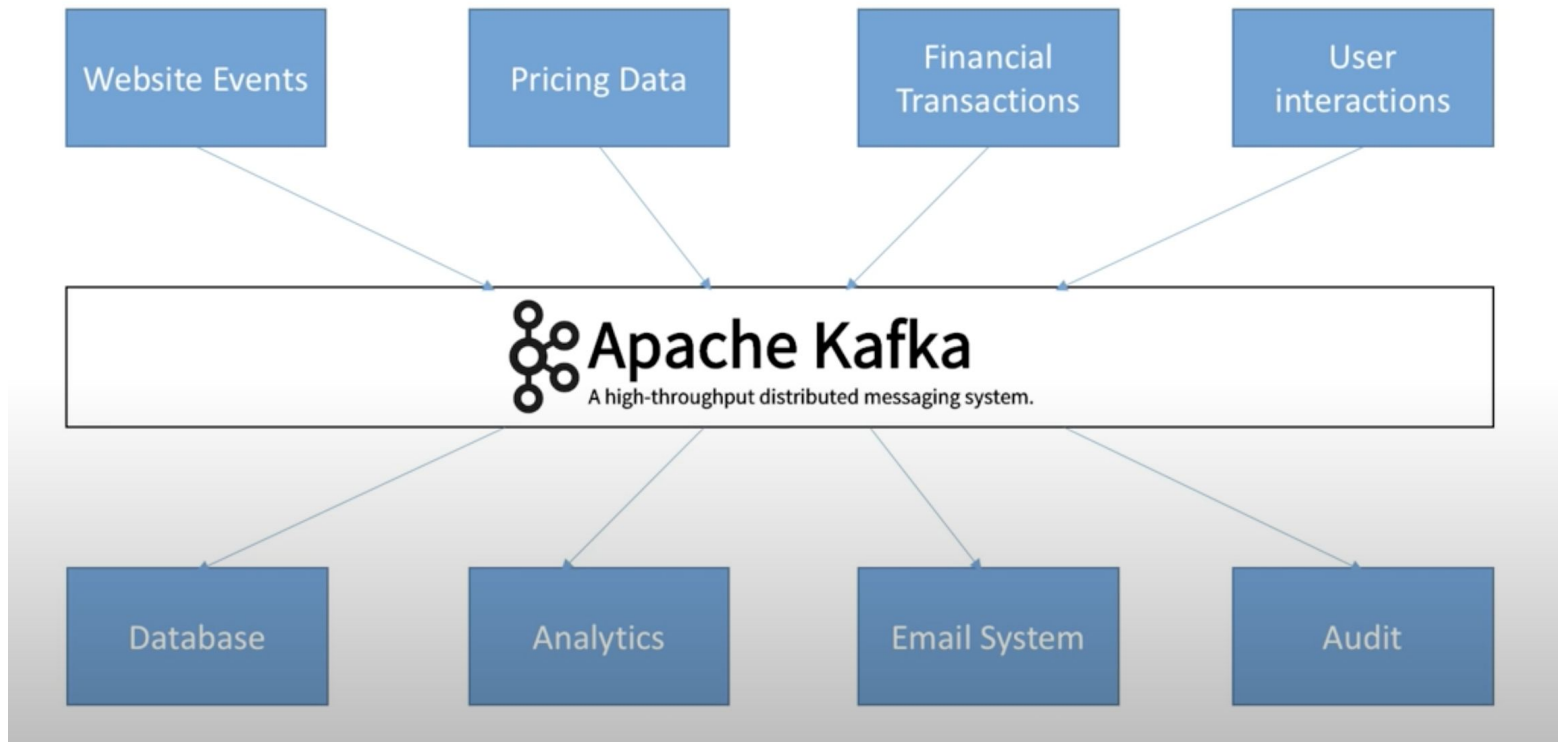 Website Events
Pricing Data
Financial
Transactions
User
interactions
Apache Kafka
A high-throughput distributed messaging system.
Database
Analytics
Email System
Audit